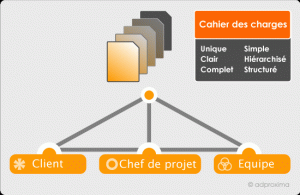 Cahier des charges
Unique Simple
Clair Hiérarchisé
Complet Structuré
Client Chef de projet Equipe
© adproxima